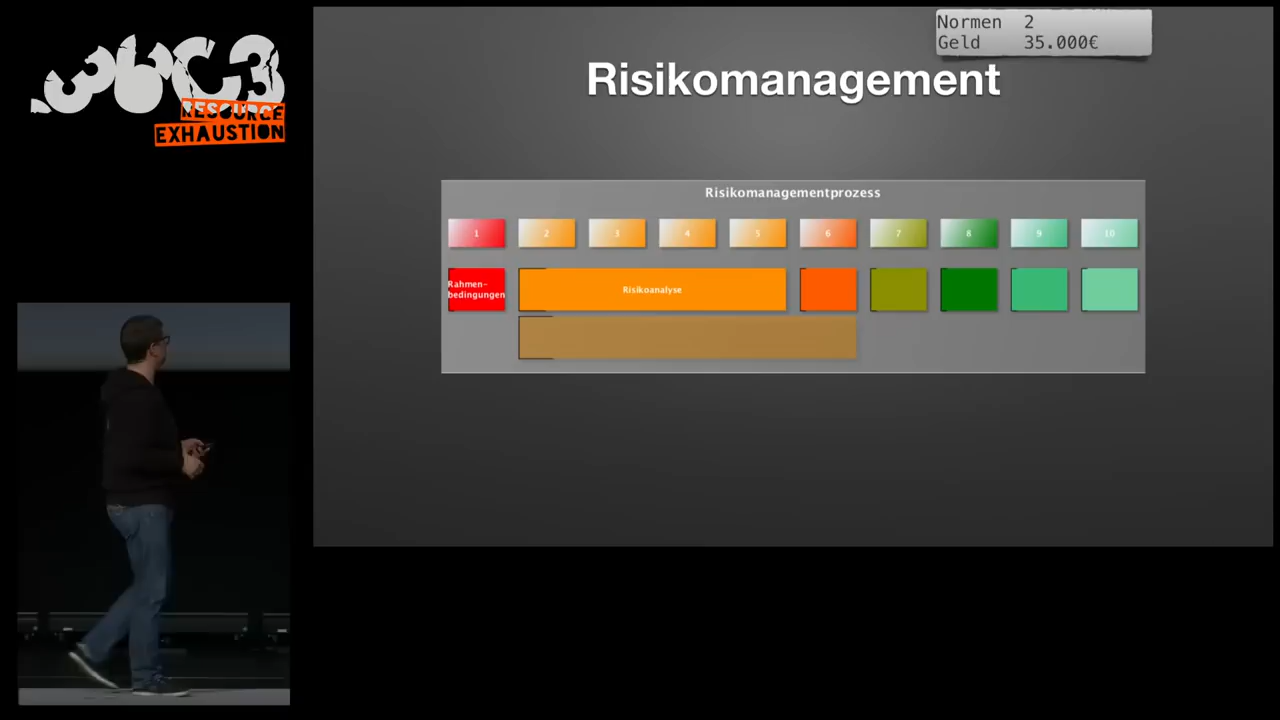 36C3
RESOURCE
EXHAUSTION
Normen 2
Geld 35.000€
Risikomanagement
Risikomanagementprozess
1 2 3 4 5 6 7 8 9 10
Rahmen-
bedingungen
Risikoanalyse